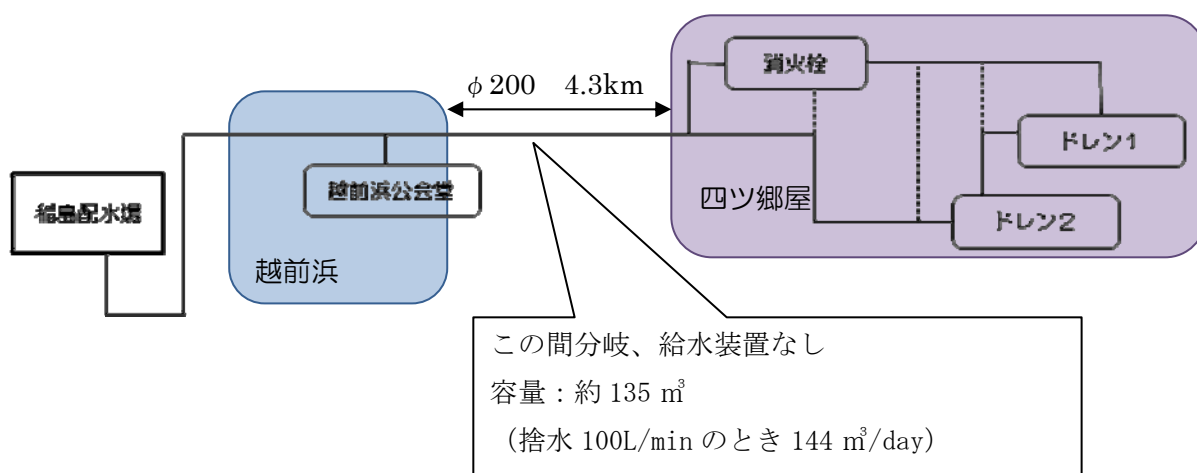 φ200 4.3km
消火栓
ドレン1
越前浜公会堂
四ツ郷屋
福島配水場
ドレン2
越前浜
この間分岐、給水装置なし
容量：約 135 ㎥
（捨水 100L/min のとき 144 ㎥/day）